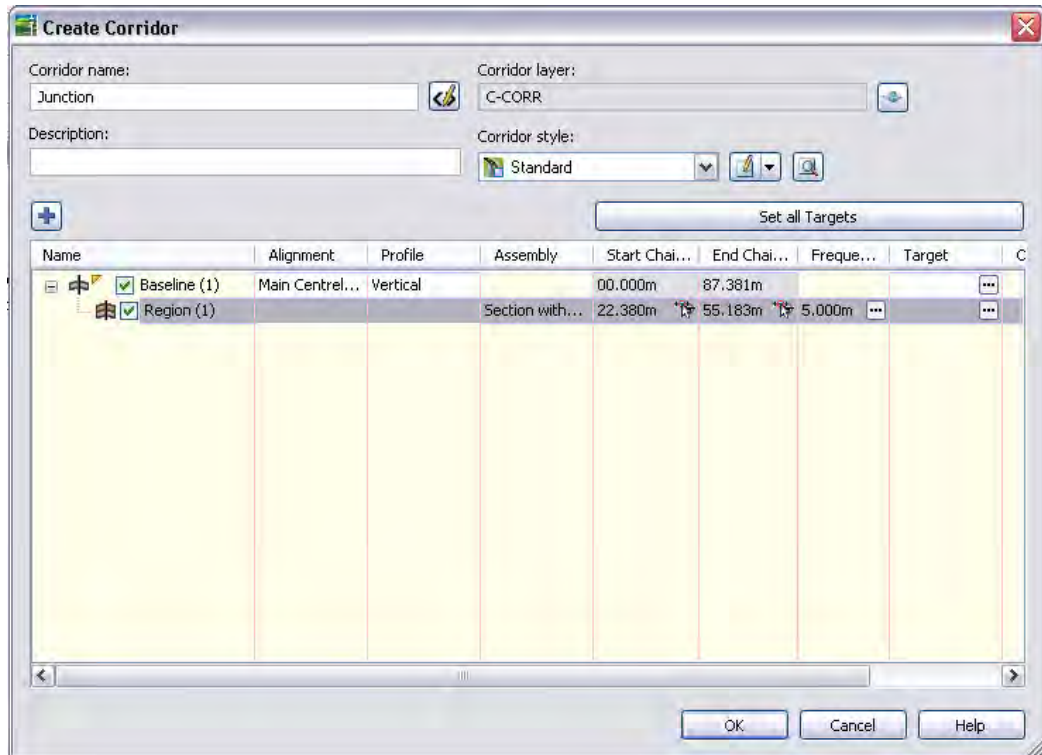 Create Corridor
Corridor name: Corridor layer:
Junction C-CORR
Description: Corridor style:
Standard
Set all Targets
Name Alignment Profile Assembly Start Chai... End Chai... Freque... Target C
Baseline (1) Main Centrel... Vertical 00.000m 87.381m ...
Region (1) Section with... 22.380m 55.183m 5.000m ... ...
OK Cancel Help